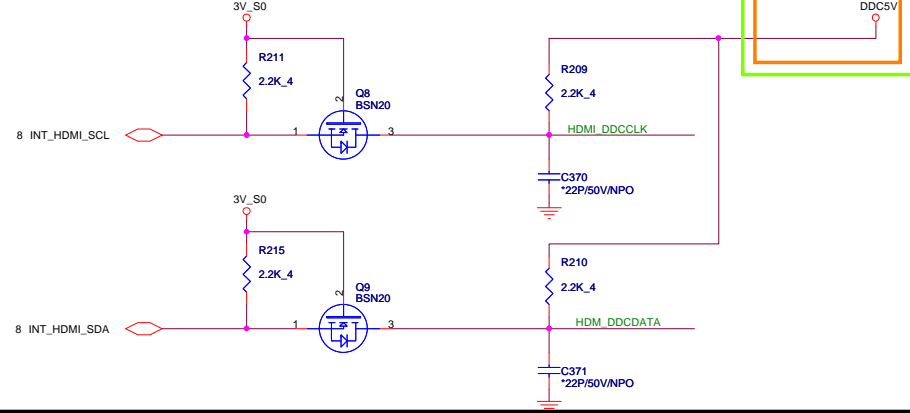 3V_S0
DDC5V
R211
2.2K_4
R209
2.2K_4
2
Q8
BSN20
8 INT_HDMI_SCL
1
3
HDMI_DDCCLK
C370
*22P/50V/NPO
3V_S0
R215
2.2K_4
R210
2.2K_4
2
Q9
BSN20
8 INT_HDMI_SDA
1
3
HDM_DDCDATA
C371
*22P/50V/NPO